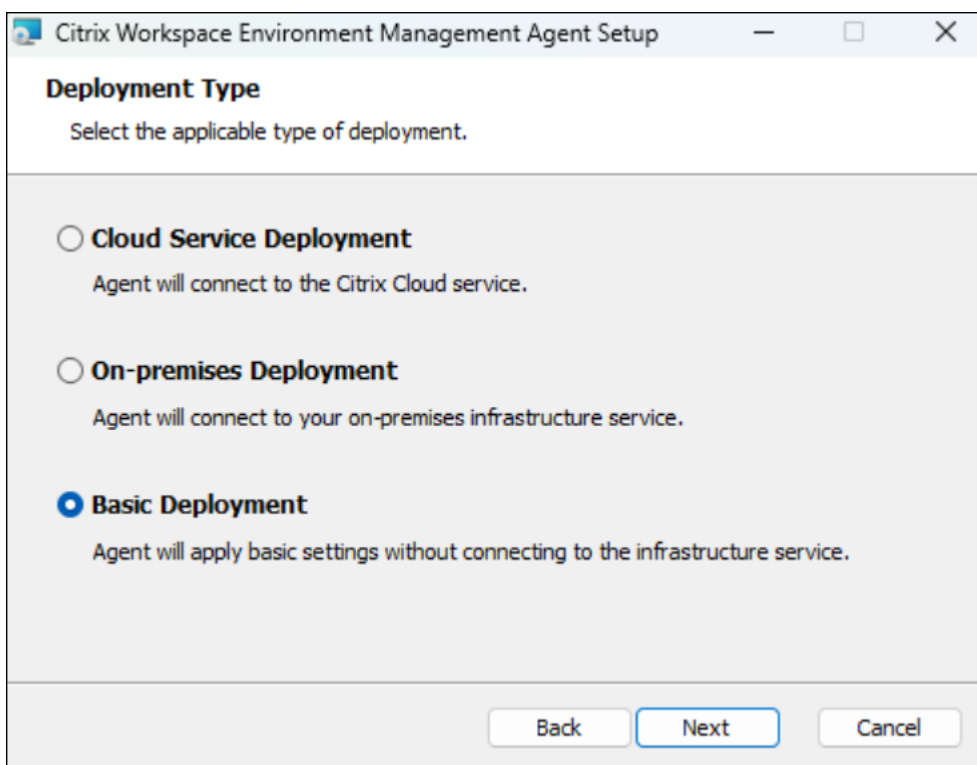 Citrix Workspace Environment Management Agent Setup
Deployment Type
Select the applicable type of deployment.
Cloud Service Deployment
Agent will connect to the Citrix Cloud service.
On-premises Deployment
Agent will connect to your on-premises infrastructure service.
Basic Deployment
Agent will apply basic settings without connecting to the infrastructure service.
Back Next Cancel